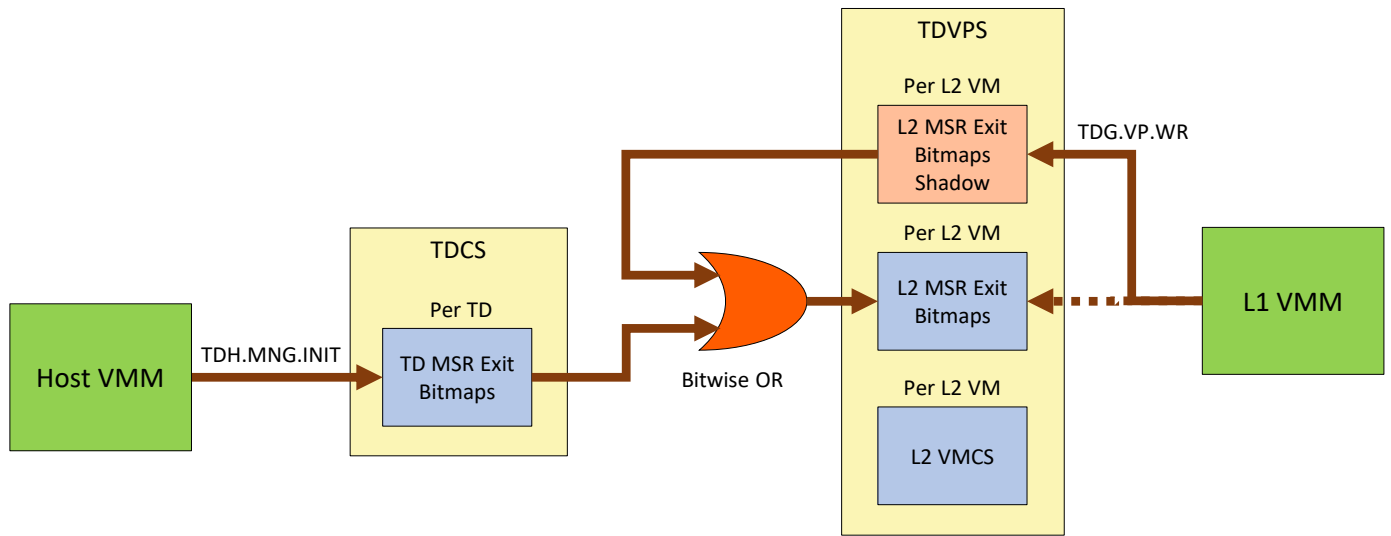 TDVPS
Per L2 VM
L2 MSR Exit
Bitmaps
Shadow
TDG.VP.WR
TDCS
Per L2 VM
L2 MSR Exit
Bitmaps
L1 VMM
Per TD
TDH.MNG.INIT
Host VMM
TD MSR Exit
Bitmaps
Bitwise OR
Per L2 VM
L2 VMCS